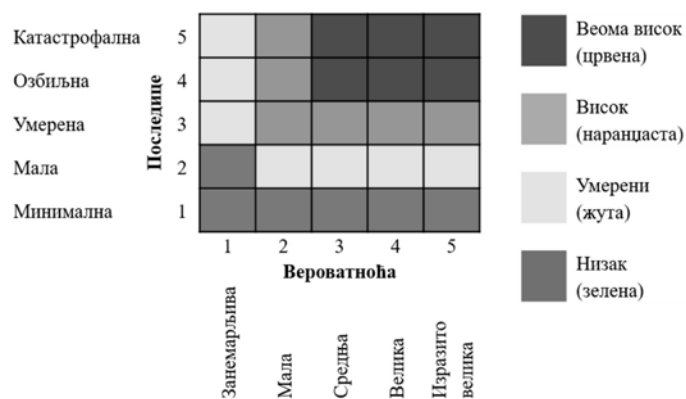 Катастрофална 5
Озбиљна 4
Умерена 3
Мала 2
Минимална 1
Последице
1 2 3 4 5
Вероватноћа
Занемарљива
Мала
Средња
Велика
Изразито
велика
Веома висок
(црвена)
Висок
(наранџаста)
Умерени
(жута)
Низак
(зелена)